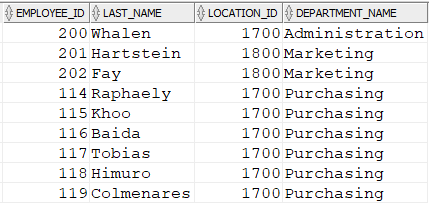 EMPLOYEE_ID LAST_NAME LOCATION_ID DEPARTMENT_NAME
200 Whalen 1700 Administration
201 Hartstein 1800 Marketing
202 Fay 1800 Marketing
114 Raphaely 1700 Purchasing
115 Khoo 1700 Purchasing
116 Baida 1700 Purchasing
117 Tobias 1700 Purchasing
118 Himuro 1700 Purchasing
119 Colmenares 1700 Purchasing